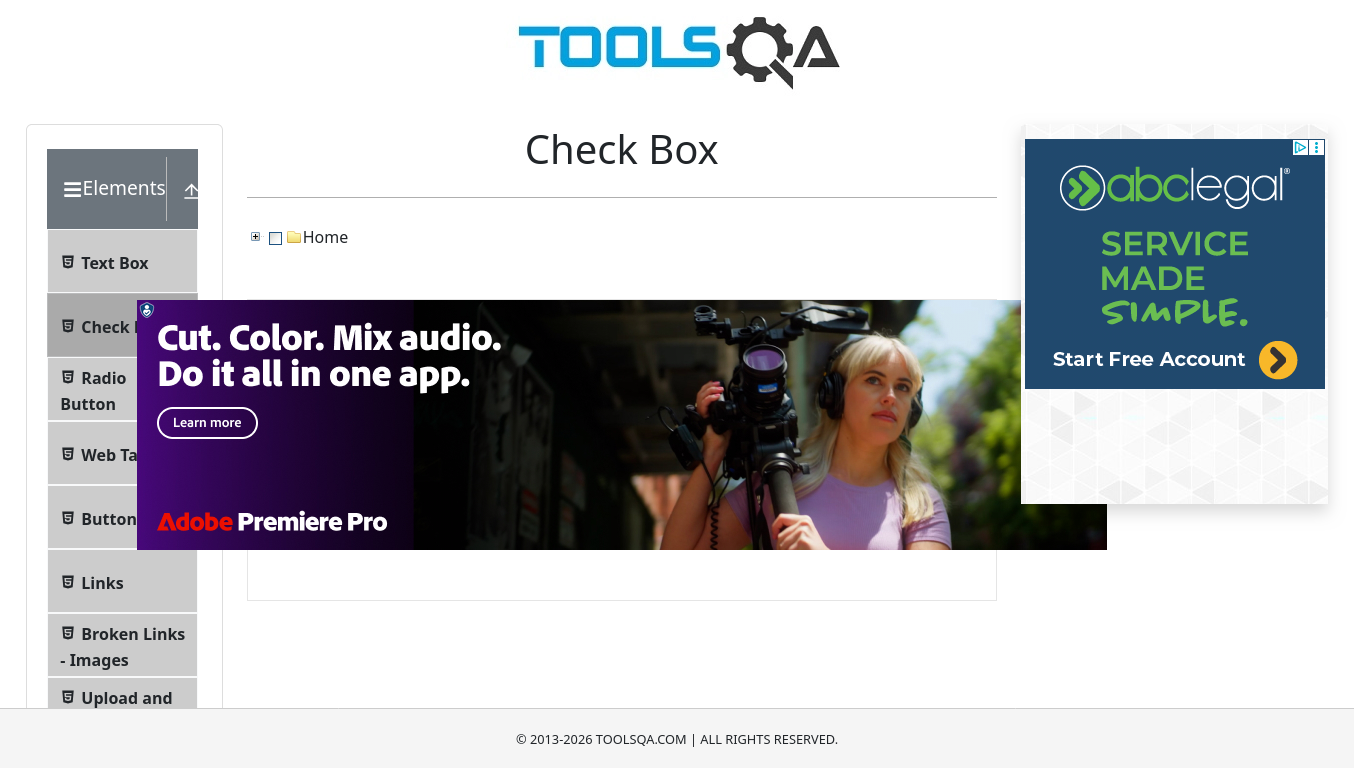 TOOLSQA
Check Box
Elements
Text Box
Check
Radio
Button
Web Ta
Button
Links
Broken Links
- Images
Upload and
Home
Cut. Color. Mix audio.
Do it all in one app.
Learn more
Adobe Premiere Pro
abclegal®
SERVICE
MADE
SIMPLE.
Start Free Account
© 2013-2026 TOOLSQA.COM | ALL RIGHTS RESERVED.